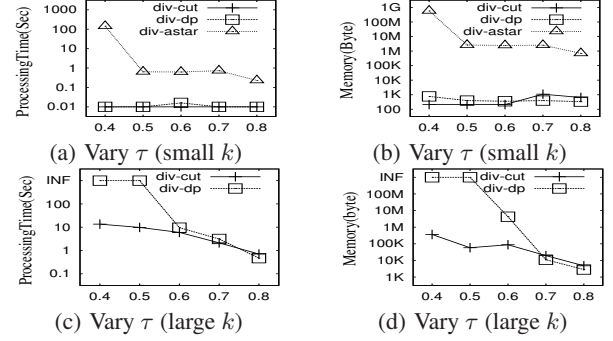 ProcessingTime(Sec)
1000
100
10
1
0.1
0.01
div-cut
div-dp
div-astar
0.4 0.5 0.6 0.7 0.8
(a) Vary τ (small k)
Memory(Byte)
1G
100M
10M
1M
100K
10K
1K
100
div-cut
div-dp
div-astar
0.4 0.5 0.6 0.7 0.8
(b) Vary τ (small k)
ProcessingTime(Sec)
INF
100
10
1
0.1
div-cut
div-dp
0.4 0.5 0.6 0.7 0.8
(c) Vary τ (large k)
Memory(byte)
INF
100M
10M
1M
100K
10K
1K
div-cut
div-dp
0.4 0.5 0.6 0.7 0.8
(d) Vary τ (large k)